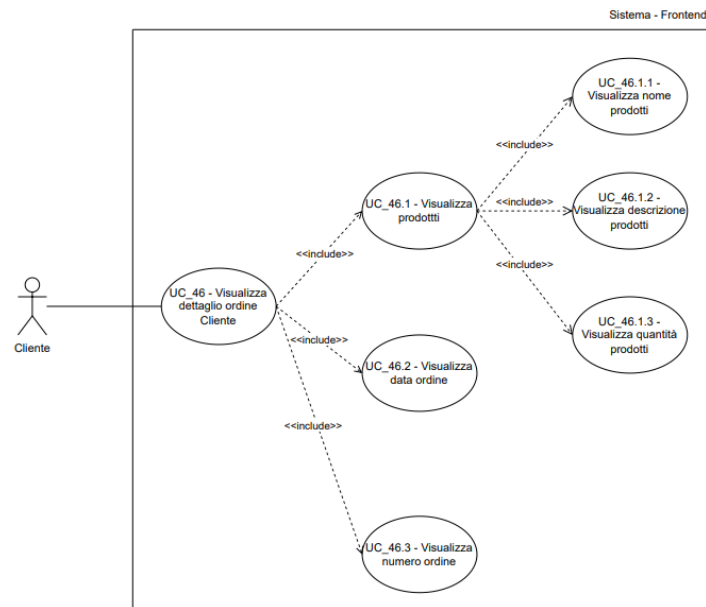 Sistema - Frontend
UC_46.1.1 -
Visualizza nome
prodotti
<<include>>
UC_46.1 - Visualizza
prodottti
<<include>>
UC_46.1.2 -
Visualizza descrizione
prodotti
<<include>>
<<include>>
UC_46 - Visualizza
dettaglio ordine
Cliente
Cliente
UC_46.1.3 -
Visualizza quantità
prodotti
<<include>>
UC_46.2 - Visualizza
data ordine
<<include>>
UC_46.3 - Visualizza
numero ordine